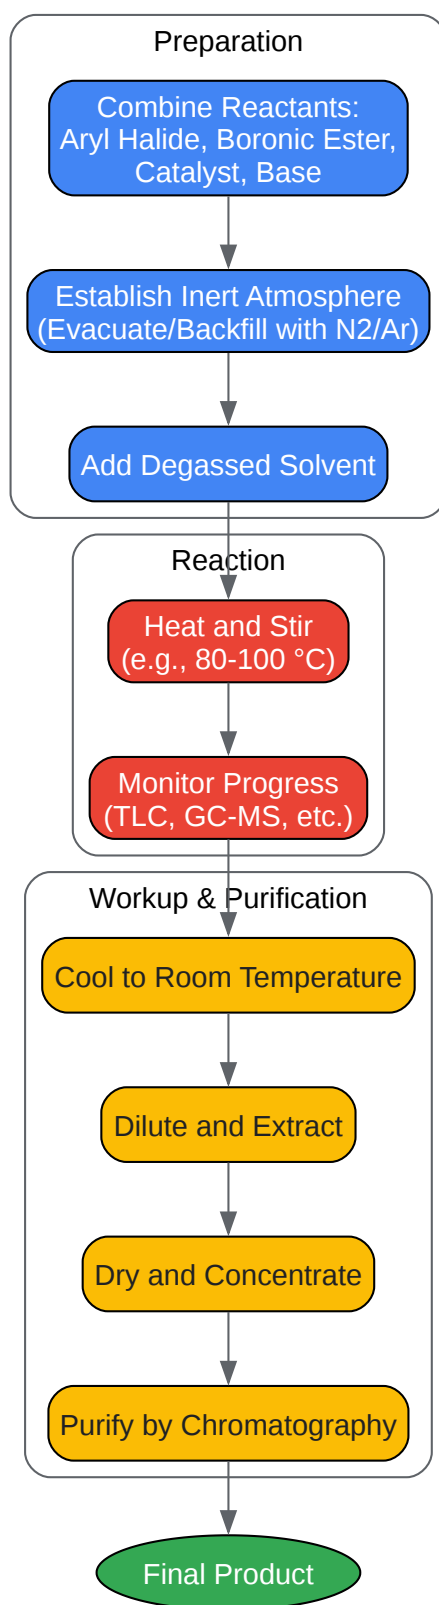 Preparation
Combine Reactants:
Aryl Halide, Boronic Ester,
Catalyst, Base
Establish Inert Atmosphere
(Evacuate/Backfill with N2/Ar)
Add Degassed Solvent
Reaction
Heat and Stir
(e.g., 80-100 °C)
Monitor Progress
(TLC, GC-MS, etc.)
Workup & Purification
Cool to Room Temperature
Dilute and Extract
Dry and Concentrate
Purify by Chromatography
Final Product